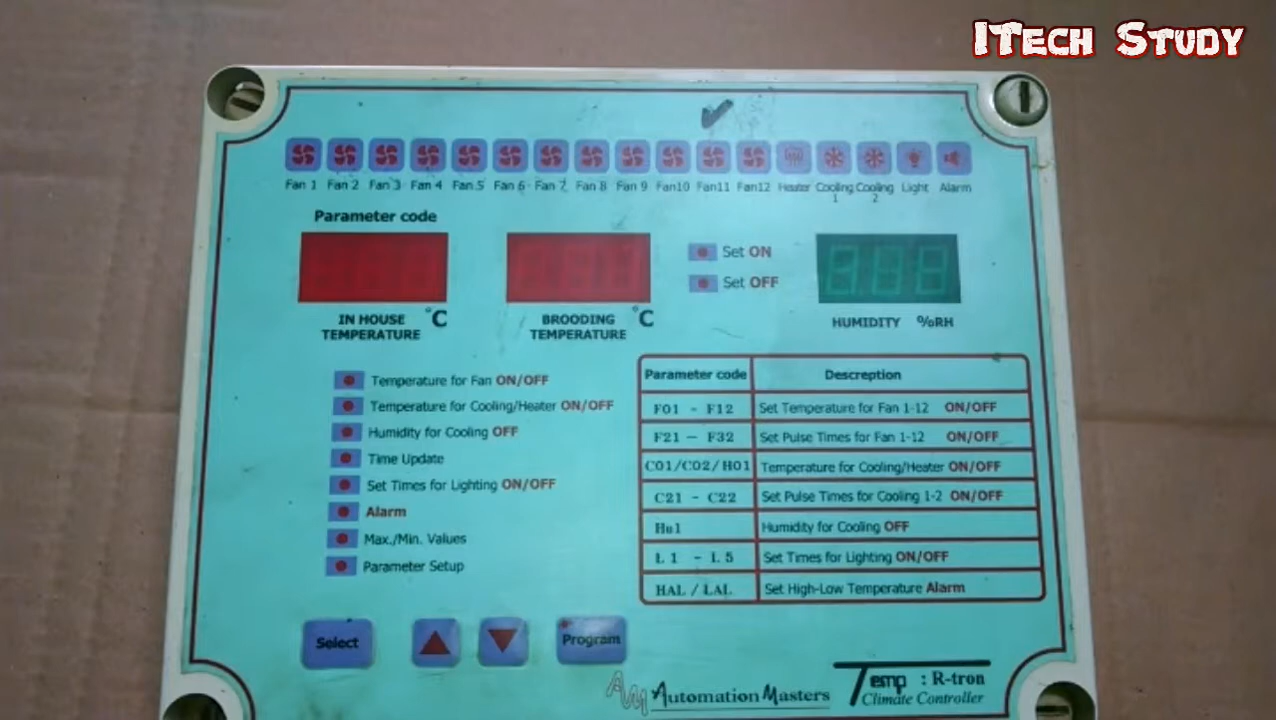 ITECH STUDY
Fan 1 Fan 2 Fan 3 Fan 4 Fan 5 Fan 6 Fan 7 Fan 8 Fan 9 Fan10 Fan11 Fan12 Heater Cooling 1 Cooling 2 Light Alarm
Parameter code
Set ON
Set OFF
IN HOUSE °C
TEMPERATURE
BROODING °C
TEMPERATURE
HUMIDITY %RH
Temperature for Fan ON/OFF
Temperature for Cooling/Heater ON/OFF
Humidity for Cooling OFF
Time Update
Set Times for Lighting ON/OFF
Alarm
Max./Min. Values
Parameter Setup
Parameter code Descreption
F01 - F12 Set Temperature for Fan 1-12 ON/OFF
F21 - F32 Set Pulse Times for Fan 1-12 ON/OFF
C01/C02/H01 Temperature for Cooling/Heater ON/OFF
C21 - C22 Set Pulse Times for Cooling 1-2 ON/OFF
Hu1 Humidity for Cooling OFF
L 1 - L 5 Set Times for Lighting ON/OFF
HAL / LAL Set High-Low Temperature Alarm
Select Program
AM Automation Masters
Temp : R-tron
Climate Controller